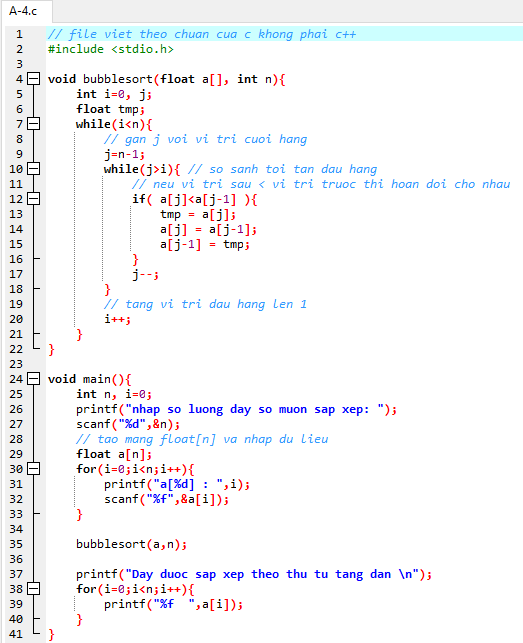 A-4.c
1 // file viet theo chuan cua c khong phai c++
2 #include <stdio.h>
3
4 void bubblesort(float a[], int n){
5     int i=0, j;
6     float tmp;
7     while(i<n){
8         // gan j voi vi tri cuoi hang
9         j=n-1;
10         while(j>i){ // so sanh toi tan dau hang
11             // neu vi tri sau < vi tri truoc thi hoan doi cho nhau
12             if( a[j]<a[j-1] ){
13                 tmp = a[j];
14                 a[j] = a[j-1];
15                 a[j-1] = tmp;
16             }
17             j--;
18         }
19         // tang vi tri dau hang len 1
20         i++;
21     }
22 }
23
24 void main(){
25     int n, i=0;
26     printf("nhap so luong day so muon sap xep: ");
27     scanf("%d",&n);
28     // tao mang float[n] va nhap du lieu
29     float a[n];
30     for(i=0;i<n;i++){
31         printf("a[%d] : ",i);
32         scanf("%f",&a[i]);
33     }
34
35     bubblesort(a,n);
36
37     printf("Day duoc sap xep theo thu tu tang dan \n");
38     for(i=0;i<n;i++){
39         printf("%f  ",a[i]);
40     }
41 }